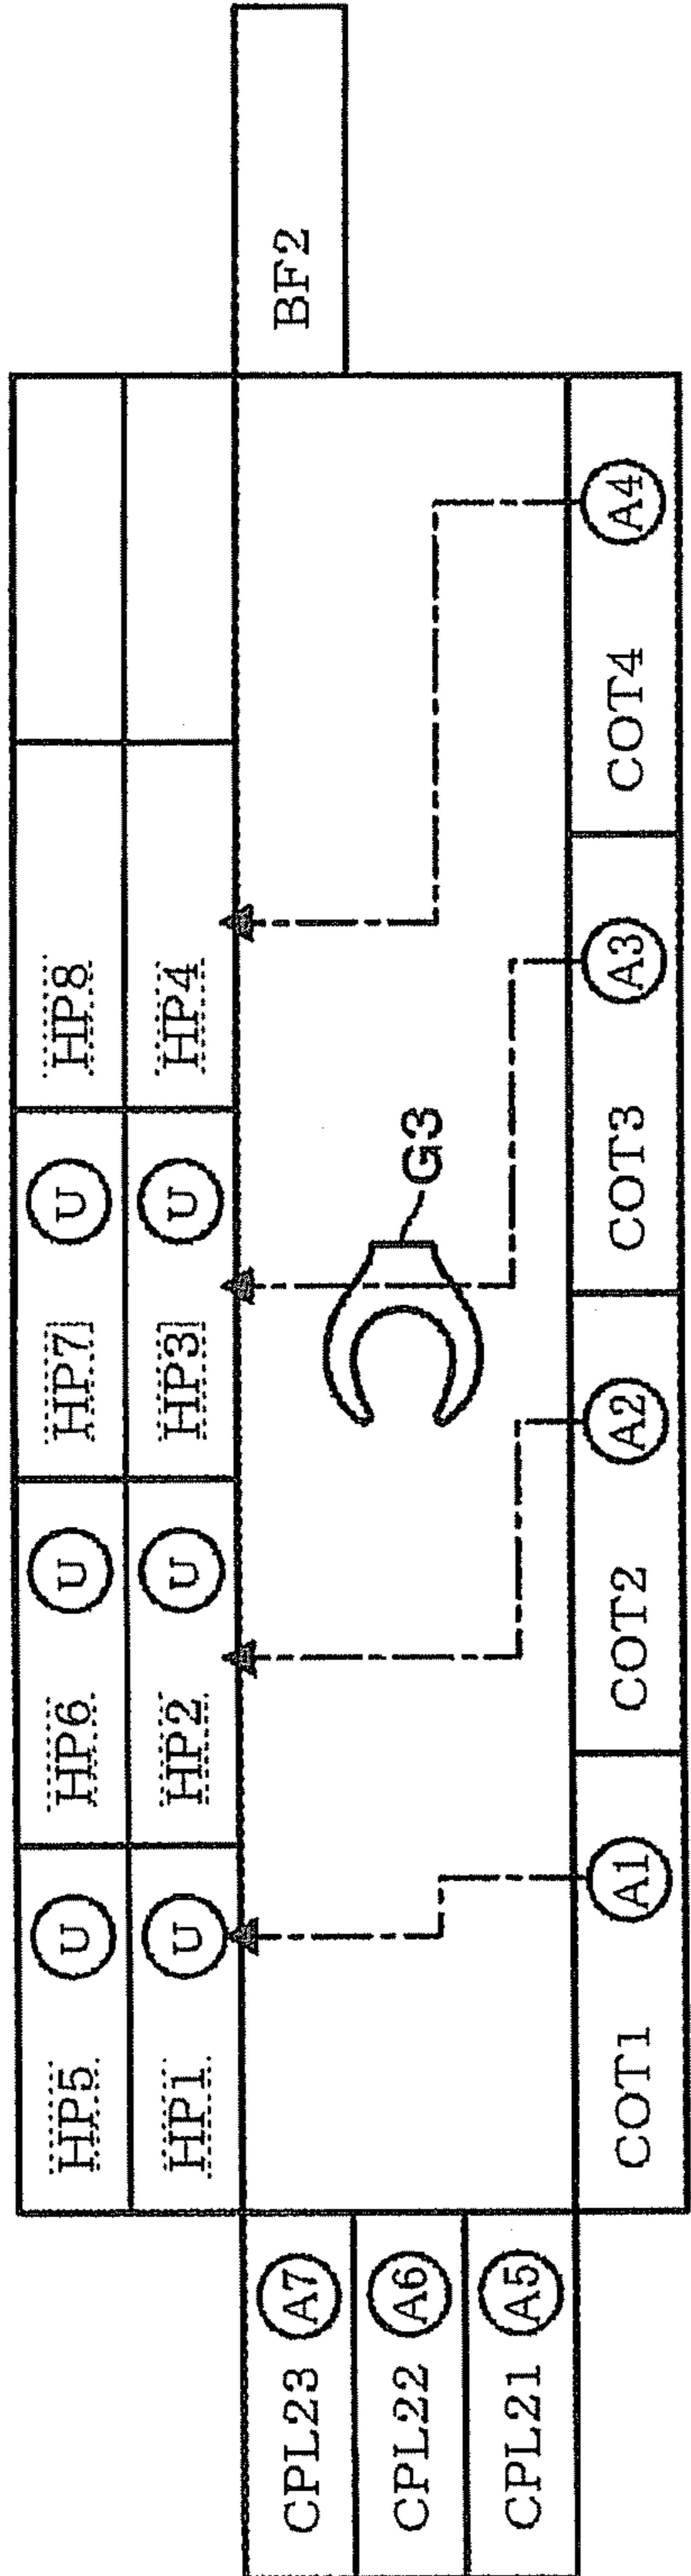 HP5 U HP6 U HP7 U HP8
HP1 U HP2 U HP3 U HP4
CPL23 A7 BF2
CPL22 A6 G3
CPL21 A5
COT1 A1 COT2 A2 COT3 A3 COT4 A4